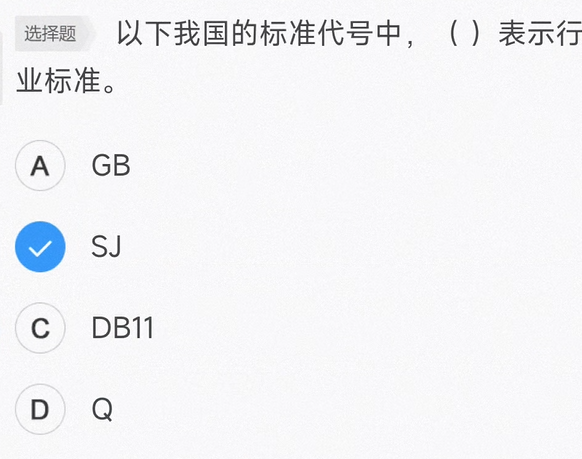 选择题 以下我国的标准代号中，（ ）表示行
业标准。
A GB
SJ
C DB11
D Q